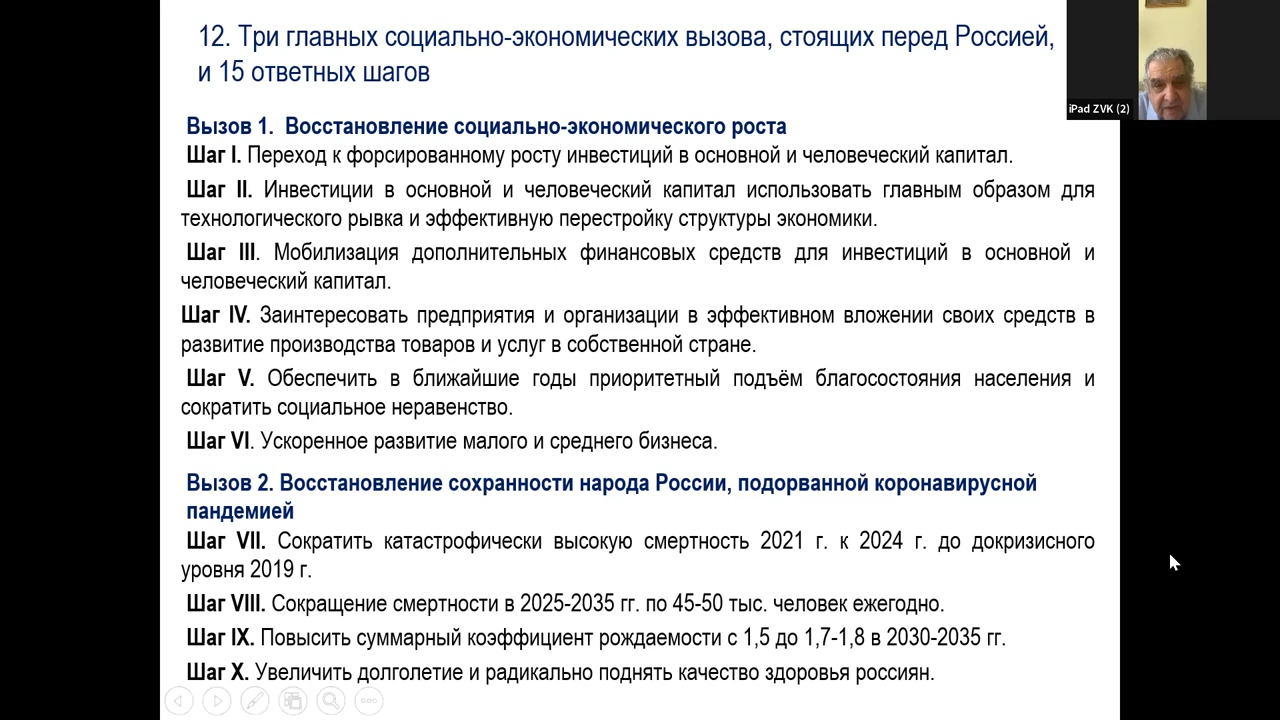 12. Три главных социально-экономических вызова, стоящих перед Россией,
и 15 ответных шагов
iPad ZVK (2)
Вызов 1. Восстановление социально-экономического роста
Шаг I. Переход к форсированному росту инвестиций в основной и человеческий капитал.
Шаг II. Инвестиции в основной и человеческий капитал использовать главным образом для
технологического рывка и эффективную перестройку структуры экономики.
Шаг III. Мобилизация дополнительных финансовых средств для инвестиций в основной и
человеческий капитал.
Шаг IV. Заинтересовать предприятия и организации в эффективном вложении своих средств в
развитие производства товаров и услуг в собственной стране.
Шаг V. Обеспечить в ближайшие годы приоритетный подъём благосостояния населения и
сократить социальное неравенство.
Шаг VI. Ускоренное развитие малого и среднего бизнеса.
Вызов 2. Восстановление сохранности народа России, подорванной коронавирусной
пандемией
Шаг VII. Сократить катастрофически высокую смертность 2021 г. к 2024 г. до докризисного
уровня 2019 г.
Шаг VIII. Сокращение смертности в 2025-2035 гг. по 45-50 тыс. человек ежегодно.
Шаг IX. Повысить суммарный коэффициент рождаемости с 1,5 до 1,7-1,8 в 2030-2035 гг.
Шаг X. Увеличить долголетие и радикально поднять качество здоровья россиян.